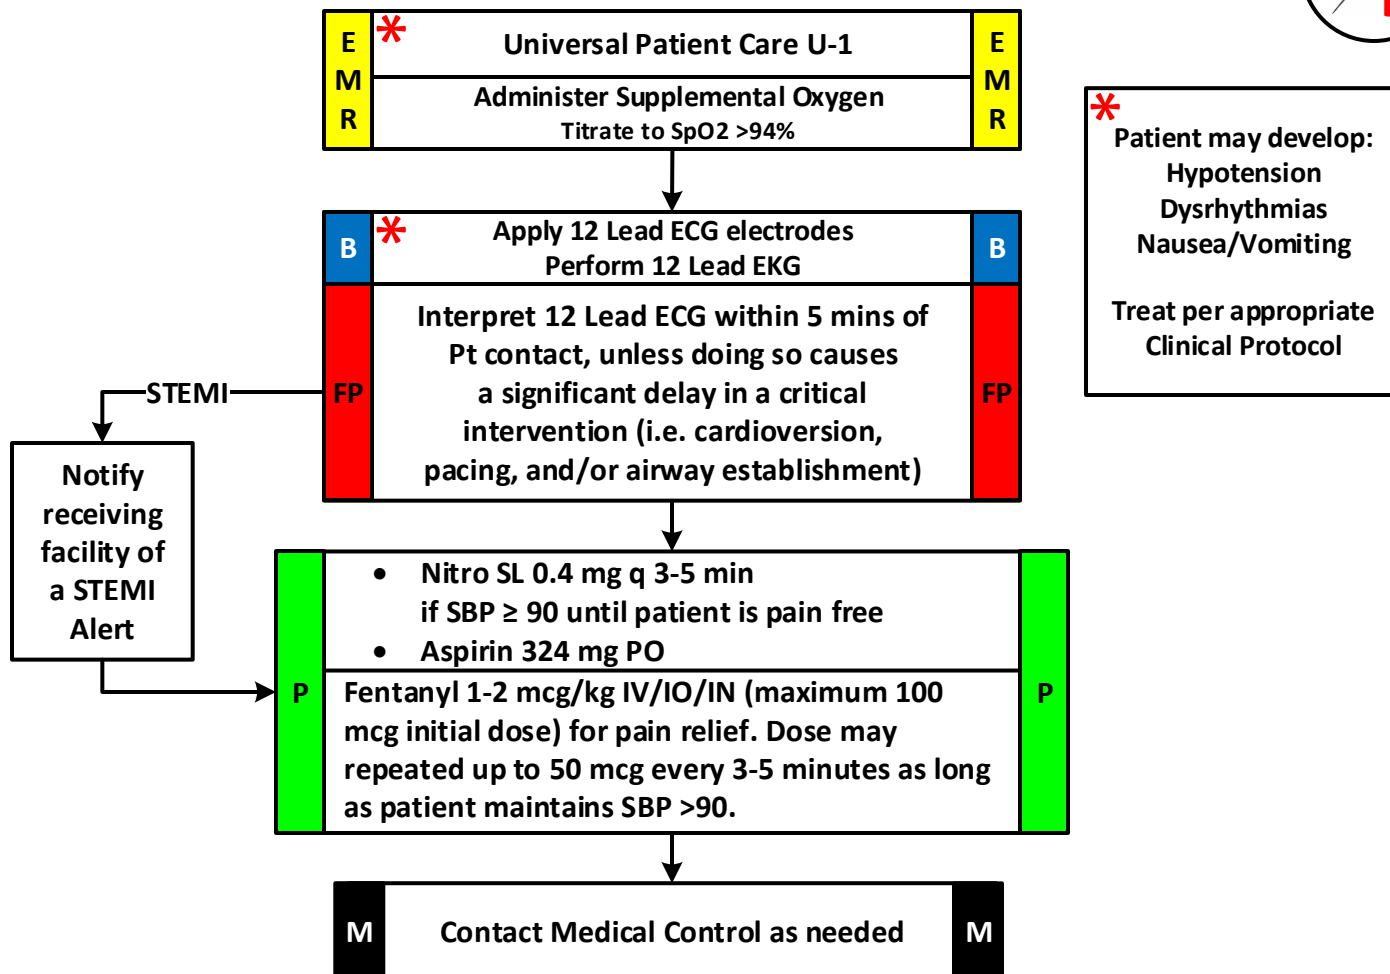 E
M
R
*
Universal Patient Care U-1
E
M
R
Administer Supplemental Oxygen
Titrate to SpO2 >94%
*
Patient may develop:
Hypotension
Dysrhythmias
Nausea/Vomiting
Treat per appropriate
Clinical Protocol
B
*
Apply 12 Lead ECG electrodes
Perform 12 Lead EKG
B
FP
Interpret 12 Lead ECG within 5 mins of
Pt contact, unless doing so causes
a significant delay in a critical
intervention (i.e. cardioversion,
pacing, and/or airway establishment)
FP
STEMI
Notify
receiving
facility of
a STEMI
Alert
P
• Nitro SL 0.4 mg q 3-5 min
if SBP ≥ 90 until patient is pain free
• Aspirin 324 mg PO
Fentanyl 1-2 mcg/kg IV/IO/IN (maximum 100
mcg initial dose) for pain relief. Dose may
repeated up to 50 mcg every 3-5 minutes as long
as patient maintains SBP >90.
P
M
Contact Medical Control as needed
M